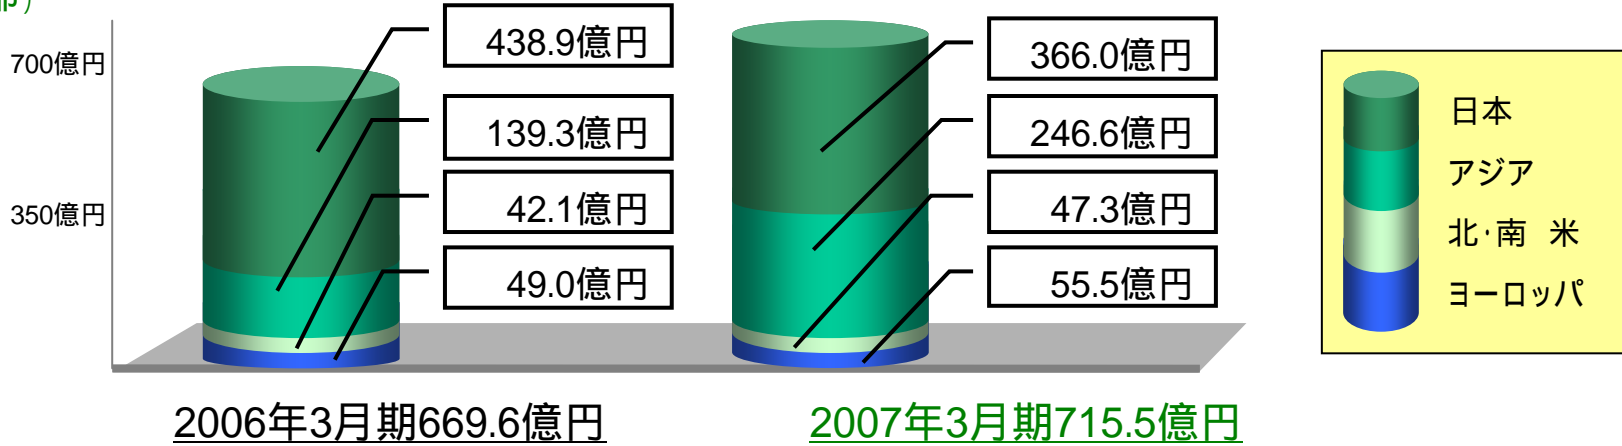 部）
700億円
350億円
438.9億円
139.3億円
42.1億円
49.0億円
366.0億円
246.6億円
47.3億円
55.5億円
日本
アジア
北･南 米
ヨーロッパ
2006年3月期669.6億円
2007年3月期715.5億円